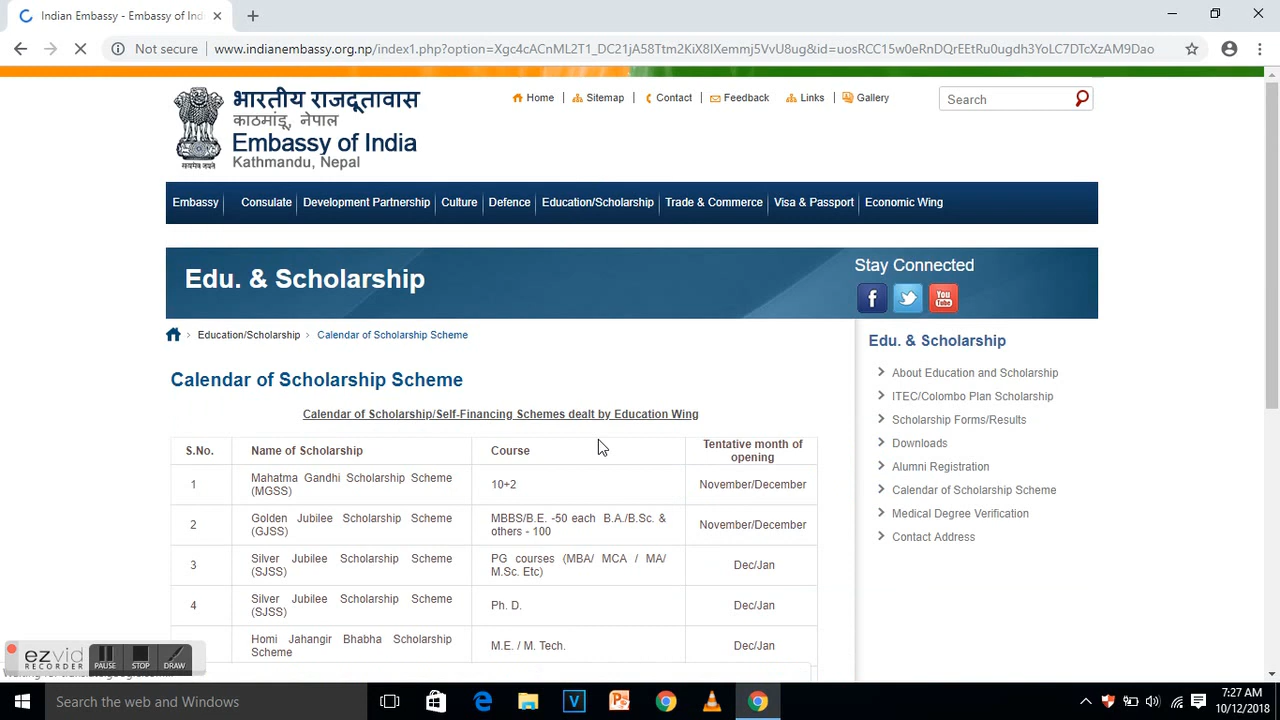 Indian Embassy - Embassy of Ind
Not secure
www.indianembassy.org.np/index1.php?option=Xgc4cACnML2T1_DC21jA58Ttm2KiX8IXemmj5VvU8ug&id=uosRCC15w0eRnDQrEEtRu0ugdh3YoLC7DTcXzAM9Dao
भारतीय राजदूतावास
काठमांडू, नेपाल
Embassy of India
Kathmandu, Nepal
सत्यमेव जयते
Home
Sitemap
Contact
Feedback
Links
Gallery
Search
Embassy
Consulate
Development Partnership
Culture
Defence
Education/Scholarship
Trade & Commerce
Visa & Passport
Economic Wing
Edu. & Scholarship
Stay Connected
You Tube
Education/Scholarship
Calendar of Scholarship Scheme
Calendar of Scholarship Scheme
Calendar of Scholarship/Self-Financing Schemes dealt by Education Wing
S.No.
Name of Scholarship
Course
Tentative month of
opening
1
Mahatma Gandhi Scholarship Scheme
(MGSS)
10+2
November/December
2
Golden Jubilee Scholarship Scheme
(GJSS)
MBBS/B.E. -50 each B.A./B.Sc. &
others - 100
November/December
3
Silver Jubilee Scholarship Scheme
(SJSS)
PG courses (MBA/ MCA / MA/
M.Sc. Etc)
Dec/Jan
4
Silver Jubilee Scholarship Scheme
(SJSS)
Ph. D.
Dec/Jan
Homi Jahangir Bhabha Scholarship
Scheme
M.E. / M. Tech.
Dec/Jan
Edu. & Scholarship
About Education and Scholarship
ITEC/Colombo Plan Scholarship
Scholarship Forms/Results
Downloads
Alumni Registration
Calendar of Scholarship Scheme
Medical Degree Verification
Contact Address
ezvid
RECORDER
PAUSE
STOP
DRAW
Search the web and Windows
7:27 AM
10/12/2018